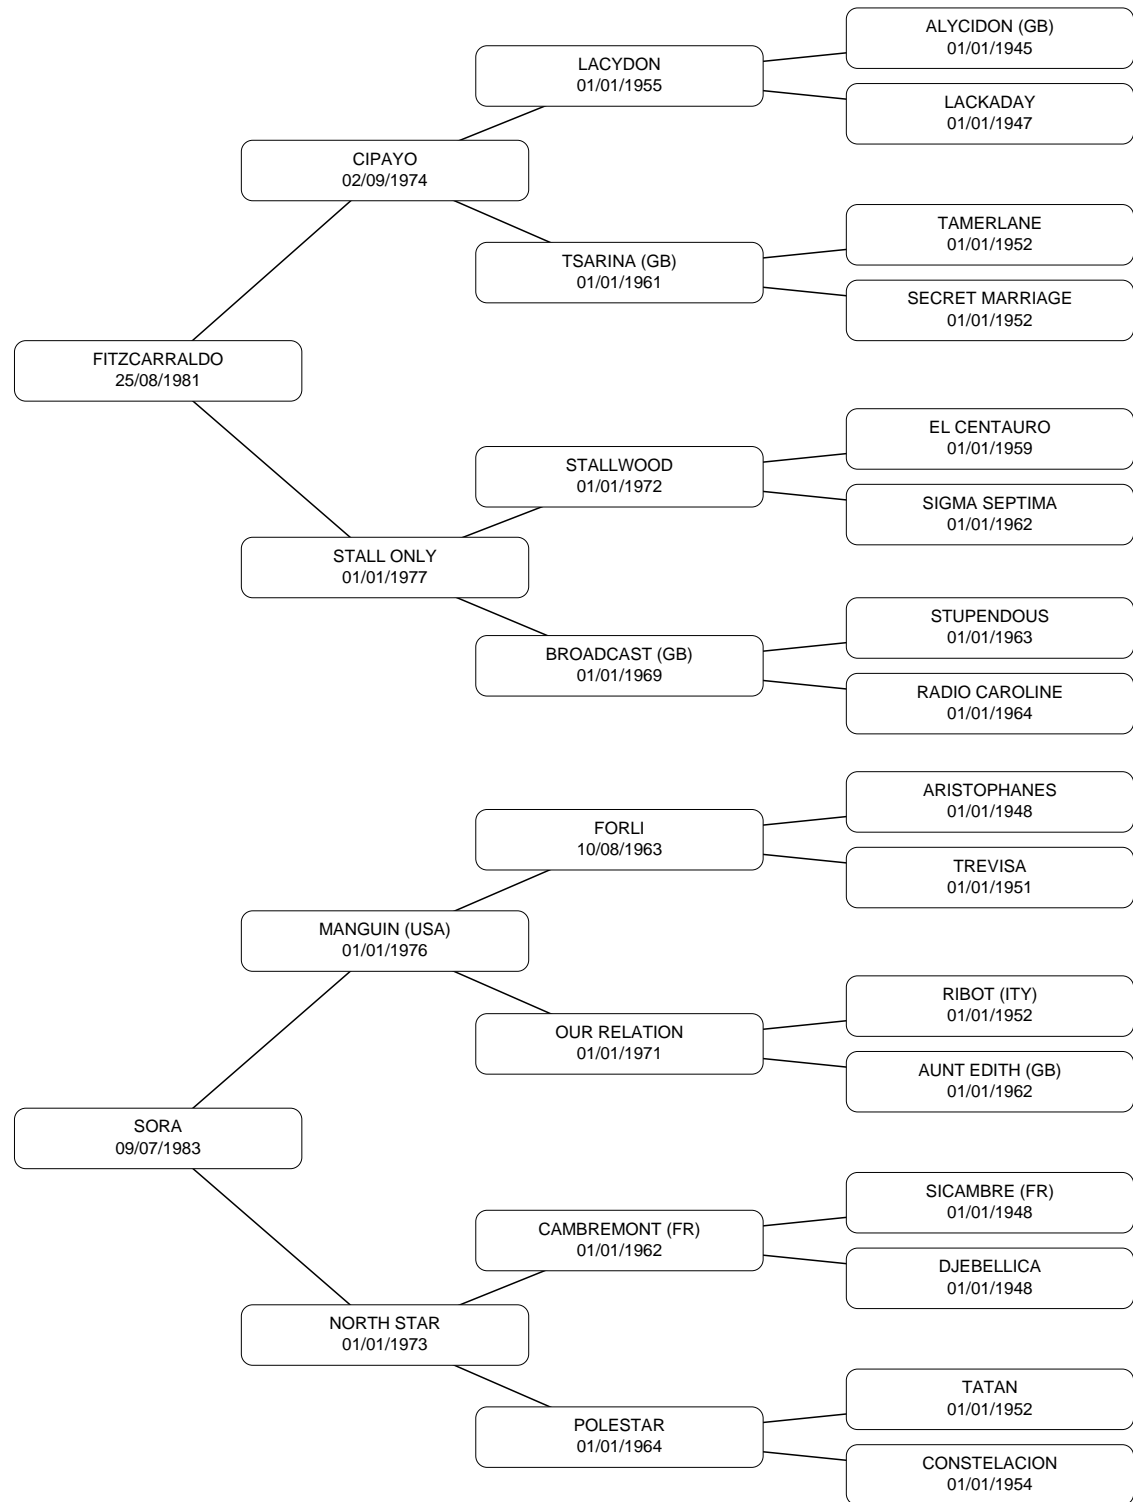 ALYCIDON (GB)
01/01/1945
LACYDON
01/01/1955
LACKADAY
01/01/1947
CIPAYO
02/09/1974
TAMERLANE
01/01/1952
TSARINA (GB)
01/01/1961
SECRET MARRIAGE
01/01/1952
FITZCARRALDO
25/08/1981
EL CENTAURO
01/01/1959
STALLWOOD
01/01/1972
SIGMA SEPTIMA
01/01/1962
STALL ONLY
01/01/1977
STUPENDOUS
01/01/1963
BROADCAST (GB)
01/01/1969
RADIO CAROLINE
01/01/1964
ARISTOPHANES
01/01/1948
FORLI
10/08/1963
TREVISA
01/01/1951
MANGUIN (USA)
01/01/1976
RIBOT (ITY)
01/01/1952
OUR RELATION
01/01/1971
AUNT EDITH (GB)
01/01/1962
SORA
09/07/1983
SICAMBRE (FR)
01/01/1948
CAMBREMONT (FR)
01/01/1962
DJEBELLICA
01/01/1948
NORTH STAR
01/01/1973
TATAN
01/01/1952
POLESTAR
01/01/1964
CONSTELACION
01/01/1954